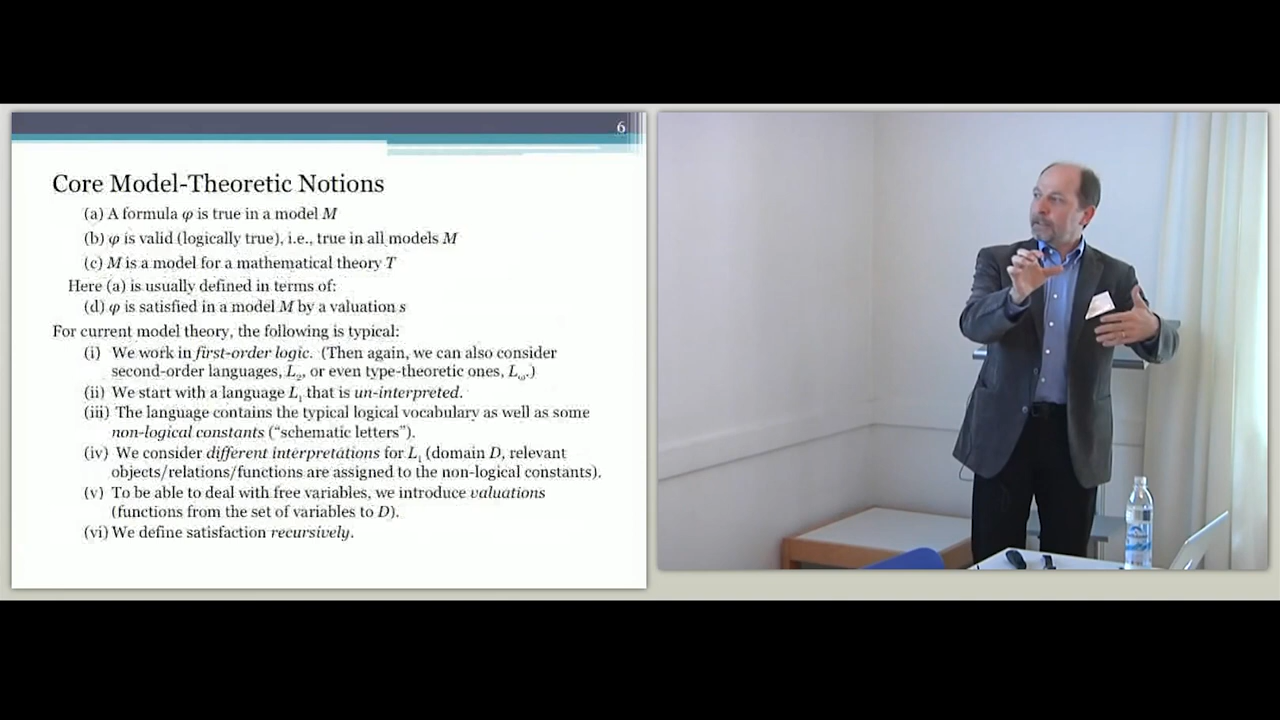 6
Core Model-Theoretic Notions
(a) A formula φ is true in a model M
(b) φ is valid (logically true), i.e., true in all models M
(c) M is a model for a mathematical theory T
Here (a) is usually defined in terms of:
(d) φ is satisfied in a model M by a valuation s
For current model theory, the following is typical:
(i) We work in first-order logic. (Then again, we can also consider
second-order languages, L₂, or even type-theoretic ones, Lω.)
(ii) We start with a language L₁ that is un-interpreted.
(iii) The language contains the typical logical vocabulary as well as some
non-logical constants (“schematic letters”).
(iv) We consider different interpretations for L₁ (domain D, relevant
objects/relations/functions are assigned to the non-logical constants).
(v) To be able to deal with free variables, we introduce valuations
(functions from the set of variables to D).
(vi) We define satisfaction recursively.